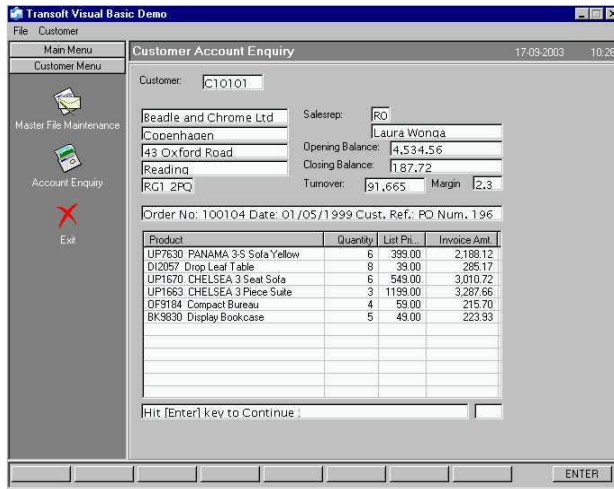 Transoft Visual Basic Demo
File Customer
Main Menu
Customer Menu
Master File Maintenance
Account Enquiry
Exit
Customer Account Enquiry 17-09-2003 10:26
Customer: C10101
Beadle and Chrome Ltd
Copenhagen
43 Oxford Road
Reading
RG1 2PQ
Salesrep: RO
Laura Wonga
Opening Balance: 4,534.56
Closing Balance: 187.72
Turnover: 91,665 Margin 2.3
Order No: 100104 Date: 01/05/1999 Cust. Ref.: PO Num. 196
Product Quantity List Pri... Invoice Amt.
UP7630 PANAMA 3-S Sofa Yellow 6 399.00 2,188.12
DI2057 Drop Leaf Table 8 39.00 285.17
UP1670 CHELSEA 3 Seat Sofa 6 549.00 3,010.72
UP1663 CHELSEA 3 Piece Suite 3 1199.00 3,287.66
OF9184 Compact Bureau 4 59.00 215.70
BK9830 Display Bookcase 5 49.00 223.93
Hit [Enter] key to Continue :
ENTER